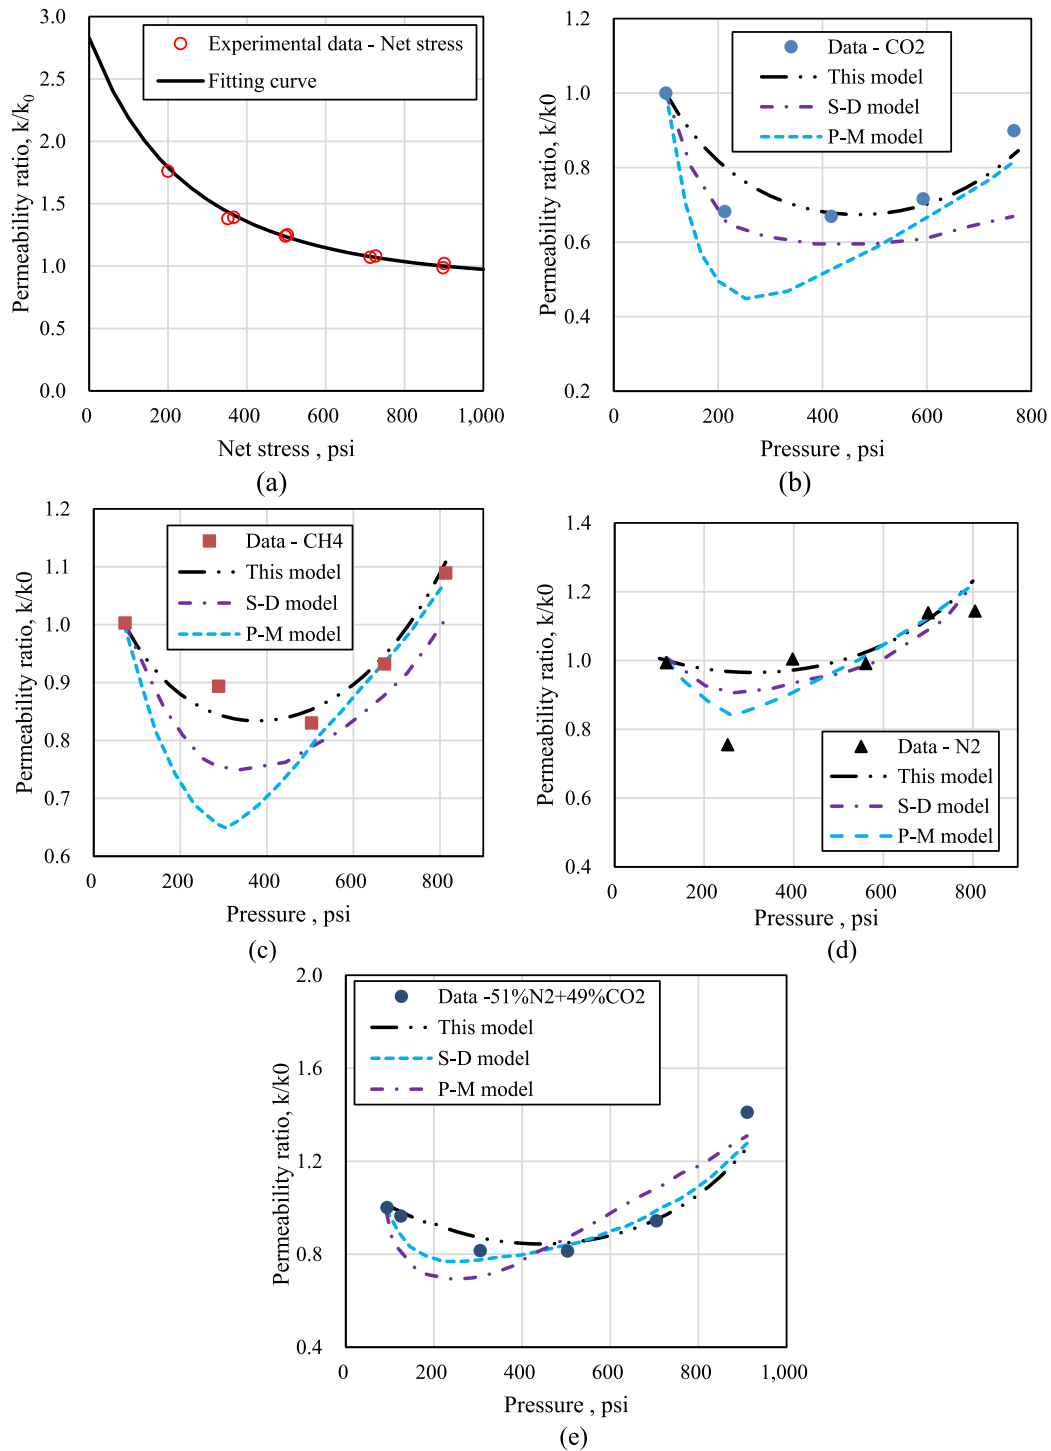 3.0
2.5
2.0
1.5
1.0
0.5
0.0
Permeability ratio, k/k0
Experimental data - Net stress
Fitting curve
0
200
400
600
800
1,000
Net stress , psi
(a)
1.2
1.0
0.8
0.6
0.4
0.2
Permeability ratio, k/k0
Data - CO2
This model
S-D model
P-M model
0
200
400
600
800
Pressure , psi
(b)
1.2
1.1
1.0
0.9
0.8
0.7
0.6
Permeability ratio, k/k0
Data - CH4
This model
S-D model
P-M model
0
200
400
600
800
Pressure , psi
(c)
1.4
1.2
1.0
0.8
0.6
0.4
Permeability ratio, k/k0
Data - N2
This model
S-D model
P-M model
0
200
400
600
800
Pressure , psi
(d)
2.0
1.6
1.2
0.8
0.4
Permeability ratio, k/k0
Data -51%N2+49%CO2
This model
S-D model
P-M model
0
200
400
600
800
1,000
Pressure , psi
(e)